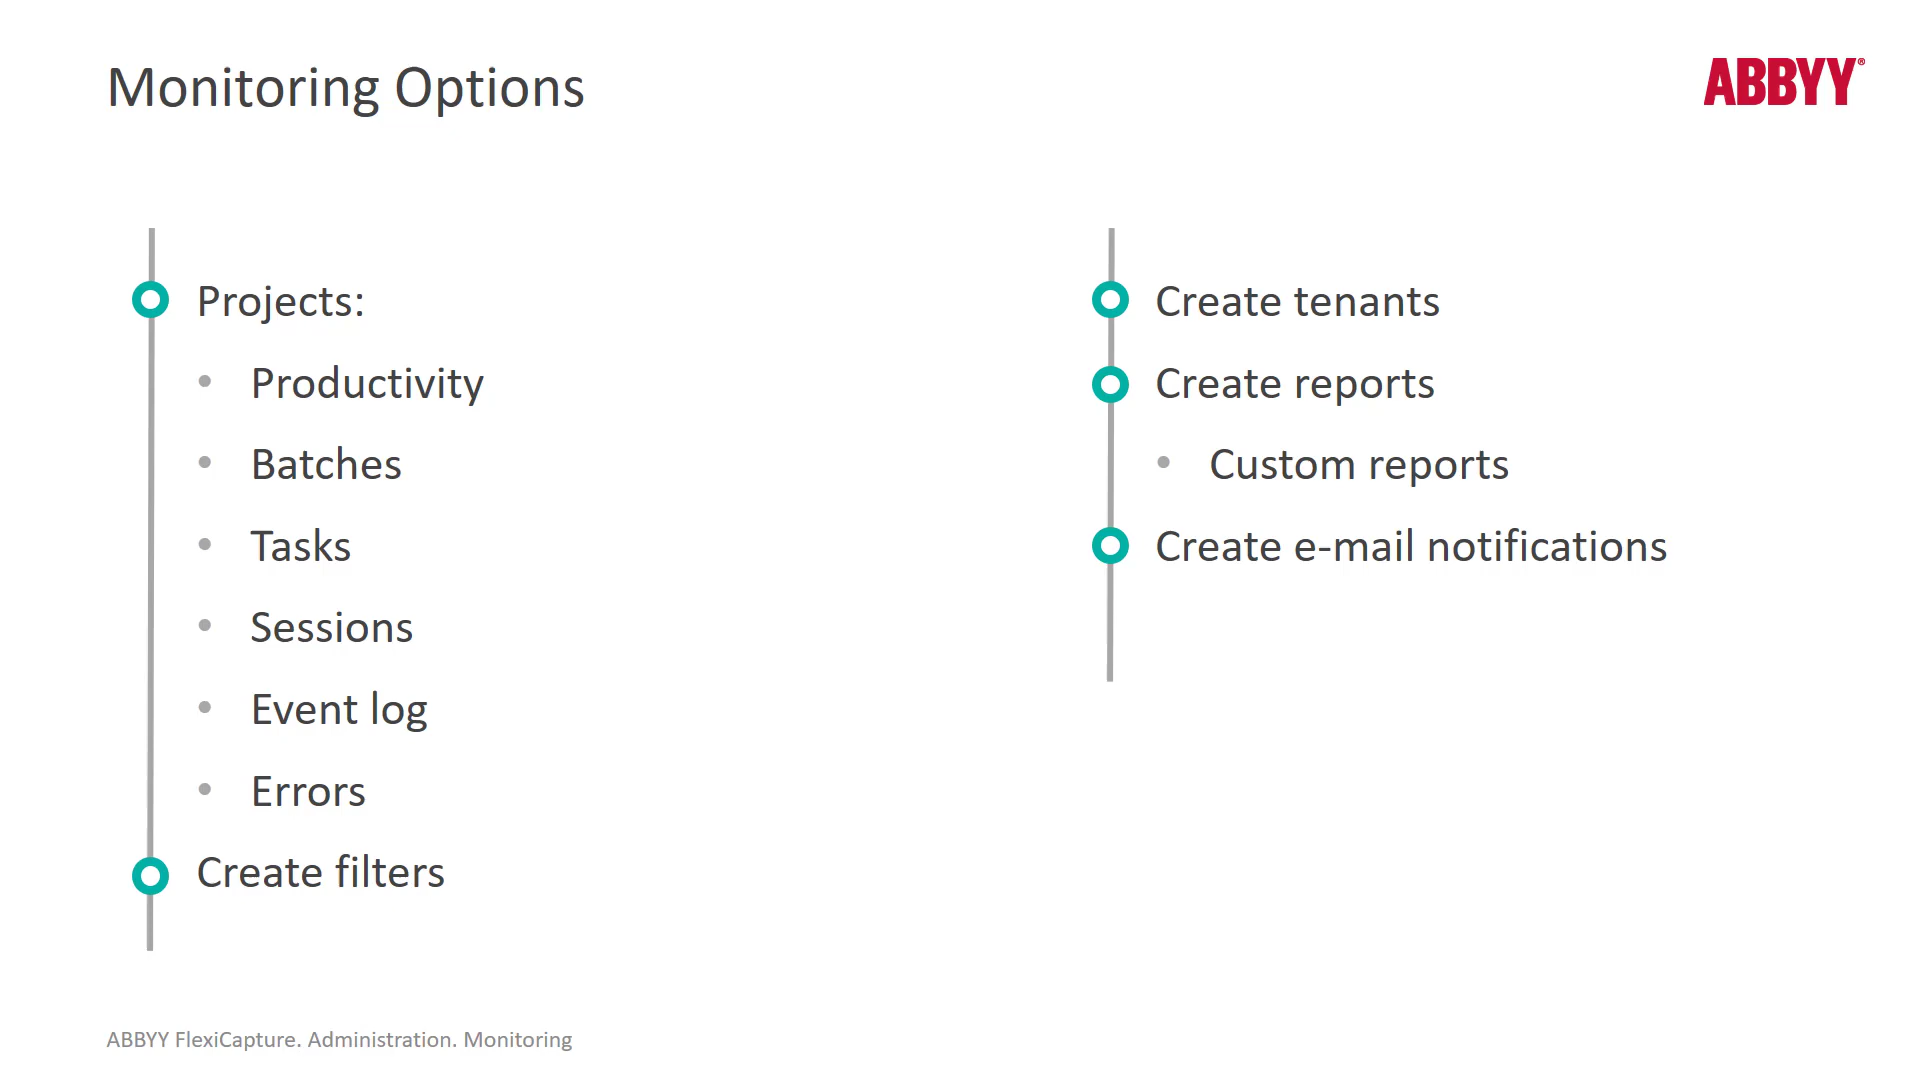 Monitoring Options
ABBYY®
Projects:
• Productivity
• Batches
• Tasks
• Sessions
• Event log
• Errors
Create filters
Create tenants
Create reports
• Custom reports
Create e-mail notifications
ABBYY FlexiCapture. Administration. Monitoring